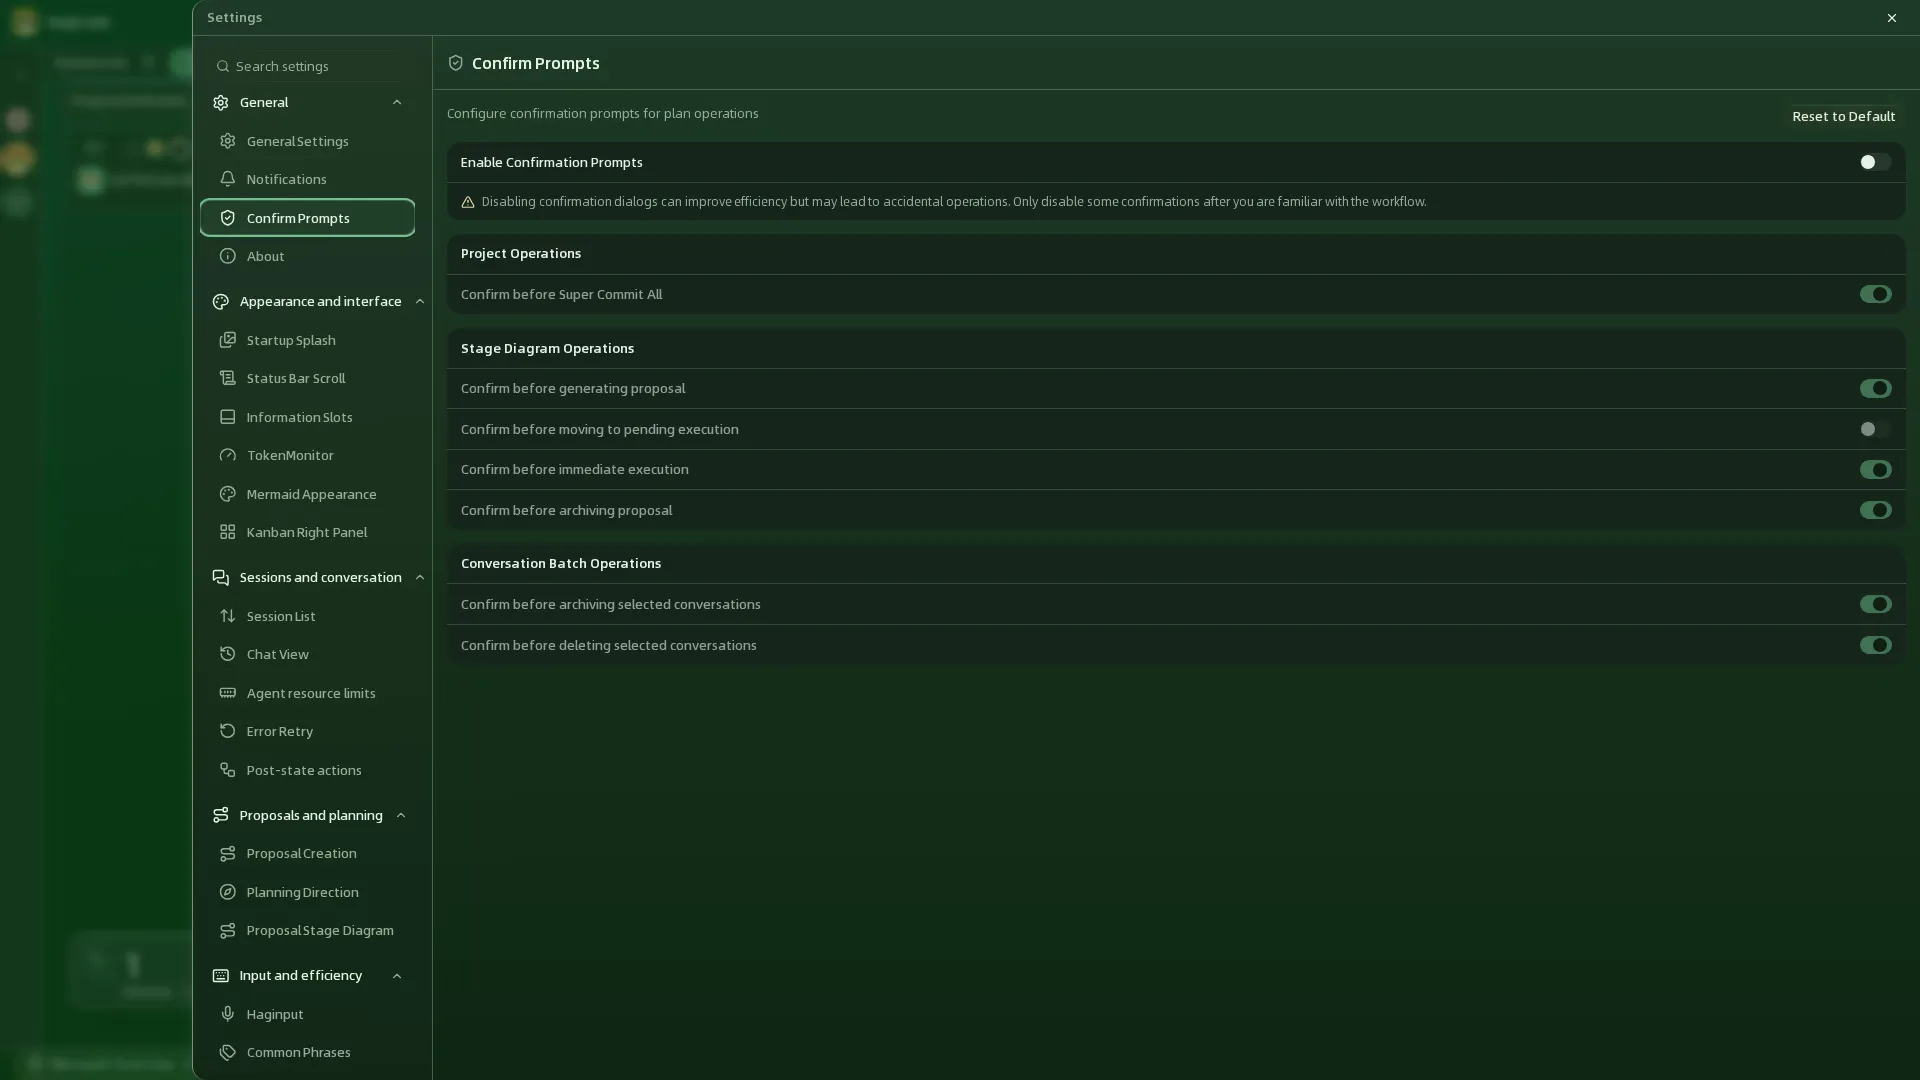 Settings
Search settings
General
General Settings
Notifications
Confirm Prompts
About
Appearance and interface
Startup Splash
Status Bar Scroll
Information Slots
TokenMonitor
Mermaid Appearance
Kanban Right Panel
Sessions and conversation
Session List
Chat View
Agent resource limits
Error Retry
Post-state actions
Proposals and planning
Proposal Creation
Planning Direction
Proposal Stage Diagram
Input and efficiency
Haginput
Common Phrases
Confirm Prompts
Configure confirmation prompts for plan operations
Reset to Default
Enable Confirmation Prompts
Disabling confirmation dialogs can improve efficiency but may lead to accidental operations. Only disable some confirmations after you are familiar with the workflow.
Project Operations
Confirm before Super Commit All
Stage Diagram Operations
Confirm before generating proposal
Confirm before moving to pending execution
Confirm before immediate execution
Confirm before archiving proposal
Conversation Batch Operations
Confirm before archiving selected conversations
Confirm before deleting selected conversations